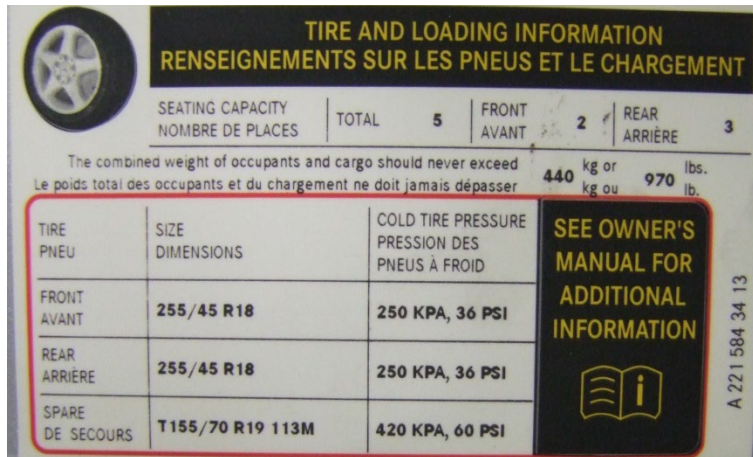 TIRE AND LOADING INFORMATION
RENSEIGNEMENTS SUR LES PNEUS ET LE CHARGEMENT
SEATING CAPACITY
NOMBRE DE PLACES
TOTAL 5
FRONT
AVANT
2
REAR
ARRIÈRE
3
The combined weight of occupants and cargo should never exceed
Le poids total des occupants et du chargement ne doit jamais dépasser
440 kg or
kg ou
970 lbs.
lb.
TIRE
PNEU
SIZE
DIMENSIONS
COLD TIRE PRESSURE
PRESSION DES
PNEUS À FROID
FRONT
AVANT
255/45 R18
250 KPA, 36 PSI
REAR
ARRIÈRE
255/45 R18
250 KPA, 36 PSI
SPARE
DE SECOURS
T155/70 R19 113M
420 KPA, 60 PSI
SEE OWNER'S
MANUAL FOR
ADDITIONAL
INFORMATION
i
A 221 584 34 13